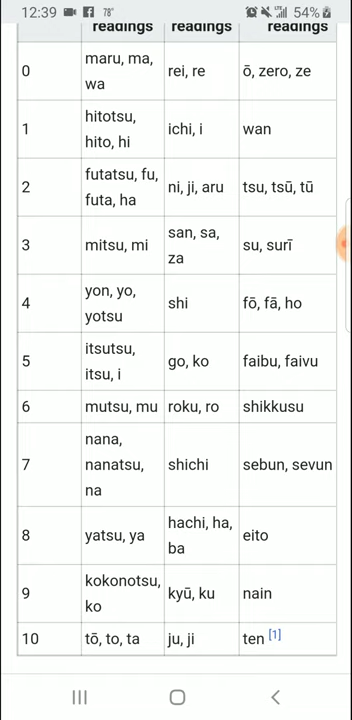 12:39 78° LTE 54%
readings readings readings
0 maru, ma, wa rei, re ō, zero, ze
1 hitotsu, hito, hi ichi, i wan
2 futatsu, fu, futa, ha ni, ji, aru tsu, tsū, tū
3 mitsu, mi san, sa, za su, surī
4 yon, yo, yotsu shi fō, fā, ho
5 itsutsu, itsu, i go, ko faibu, faivu
6 mutsu, mu roku, ro shikkusu
7 nana, nanatsu, na shichi sebun, sevun
8 yatsu, ya hachi, ha, ba eito
9 kokonotsu, ko kyū, ku nain
10 tō, to, ta ju, ji ten [1]